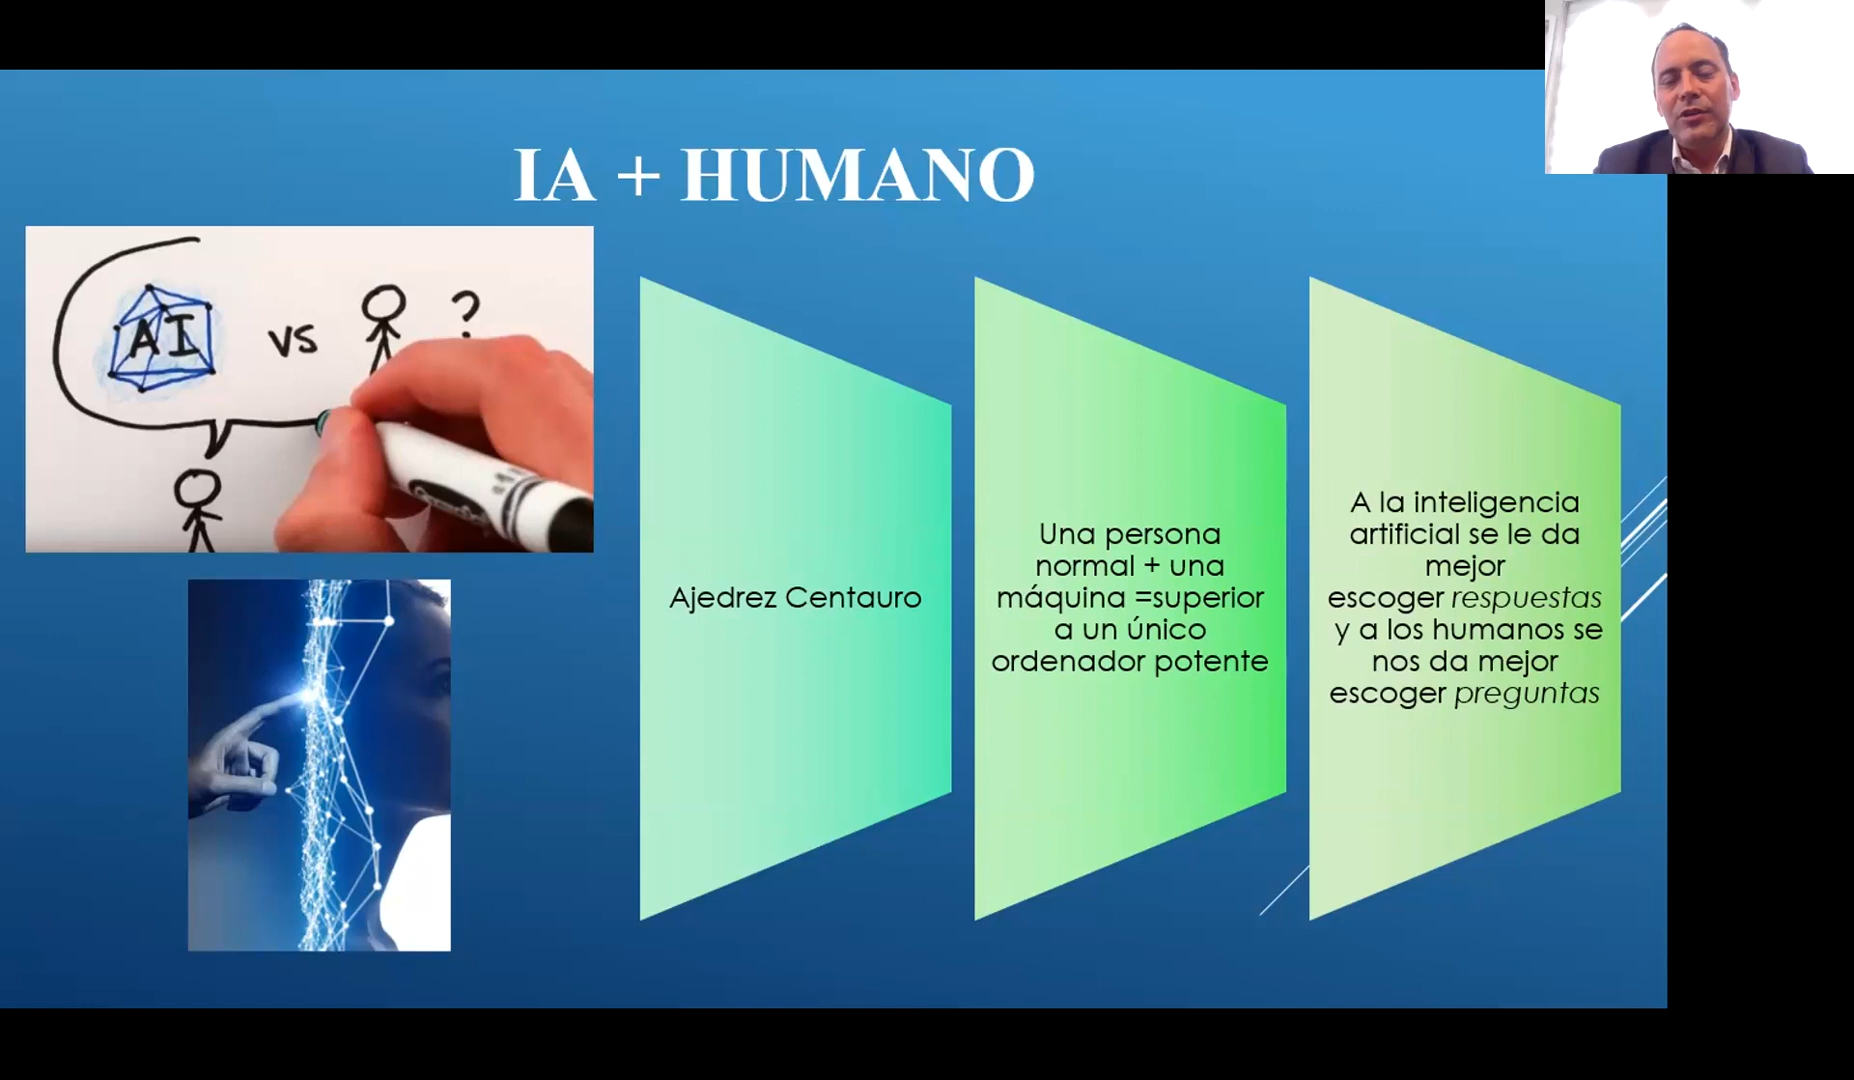 IA + HUMANO
AI vs ?
Ajedrez Centauro
Una persona
normal + una
máquina =superior
a un único
ordenador potente
A la inteligencia
artificial se le da
mejor
escoger respuestas
y a los humanos se
nos da mejor
escoger preguntas